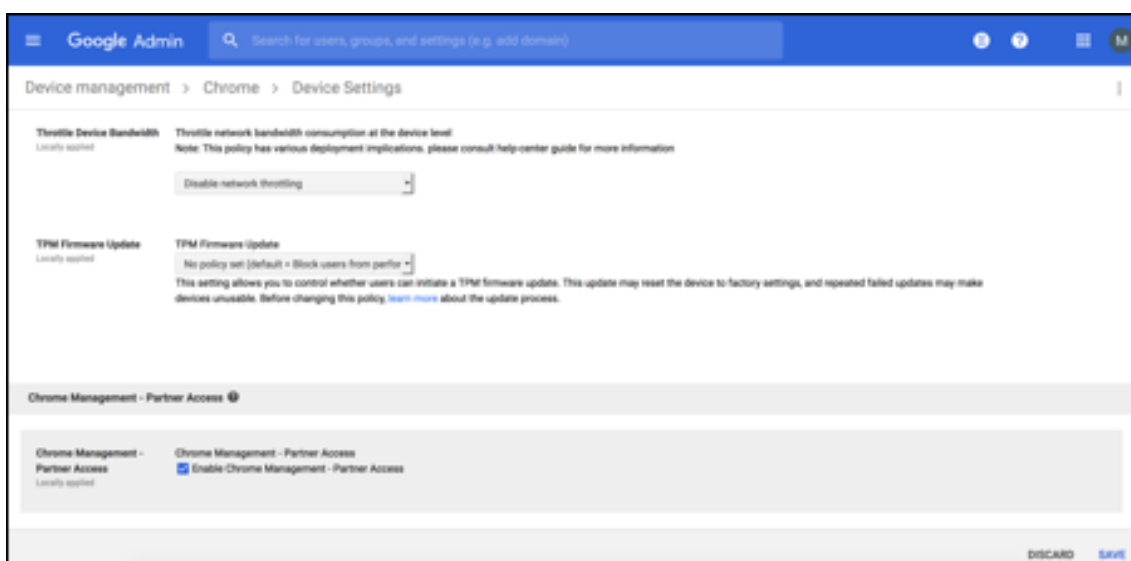 Google Admin
Search for users, groups, and settings (e.g. add domain)
M
Device management > Chrome > Device Settings
Throttle Device Bandwidth
Locally applied
Throttle network bandwidth consumption at the device level
Note: This policy has various deployment implications. please consult help center guide for more information
Disable network throttling
TPM Firmware Update
Locally applied
TPM Firmware Update
No policy set (default = Block users from perfor
This setting allows you to control whether users can initiate a TPM firmware update. This update may reset the device to factory settings, and repeated failed updates may make
devices unusable. Before changing this policy, learn more about the update process.
Chrome Management - Partner Access
Chrome Management -
Partner Access
Locally applied
Chrome Management - Partner Access
Enable Chrome Management - Partner Access
DISCARD SAVE